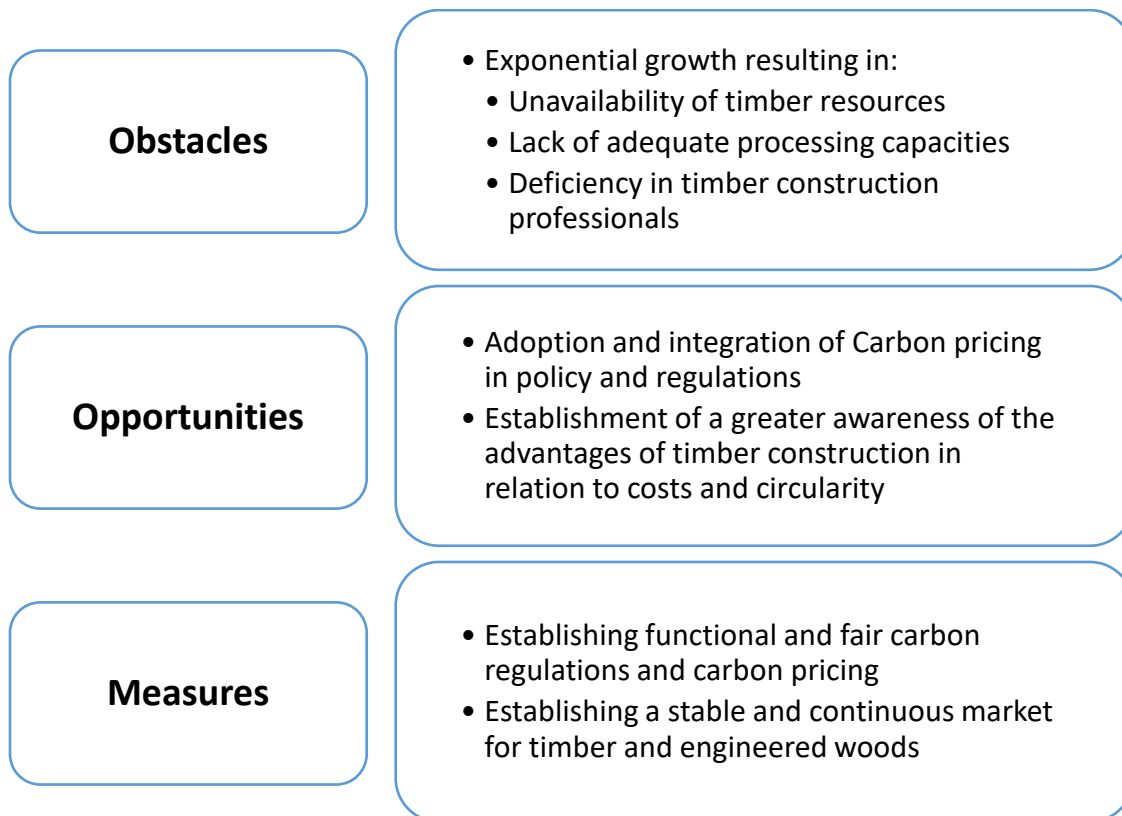 Obstacles
• Exponential growth resulting in:
• Unavailability of timber resources
• Lack of adequate processing capacities
• Deficiency in timber construction
professionals
Opportunities
• Adoption and integration of Carbon pricing
in policy and regulations
• Establishment of a greater awareness of the
advantages of timber construction in
relation to costs and circularity
Measures
• Establishing functional and fair carbon
regulations and carbon pricing
• Establishing a stable and continuous market
for timber and engineered woods